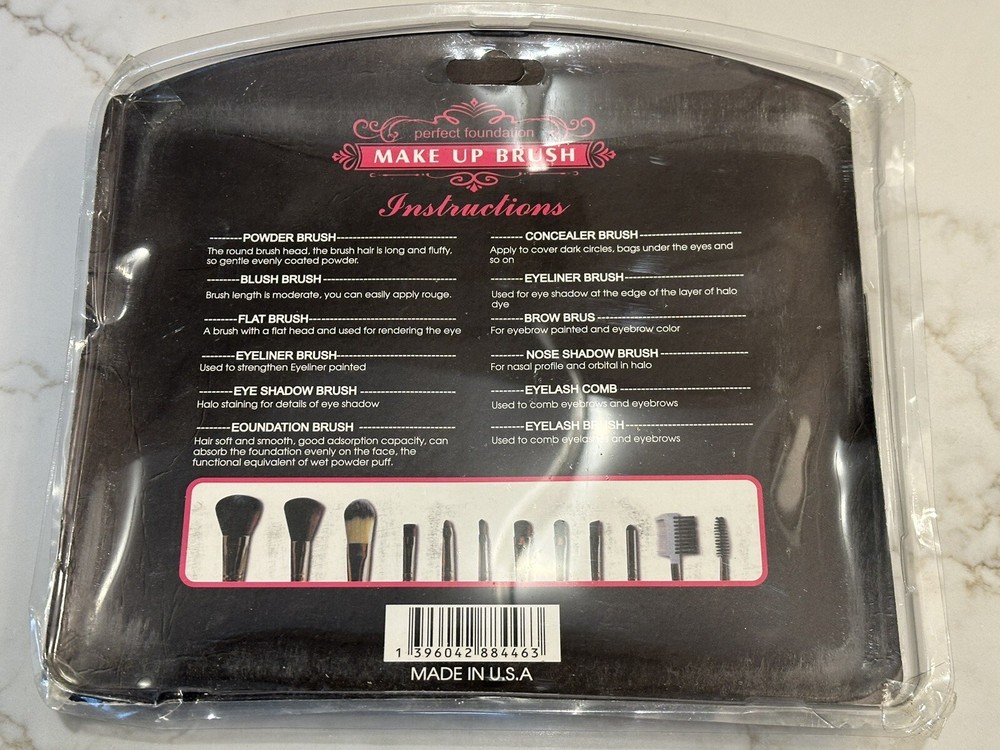 perfect foundation
MAKE UP BRUSH
Instructions
--------POWDER BRUSH-----------------------------
The round brush head, the brush hair is long and fluffy,
so gentle evenly coated powder.
--------BLUSH BRUSH--------------------------------
Brush length is moderate, you can easily apply rouge.
--------FLAT BRUSH-----------------------------------
A brush with a flat head and used for rendering the eye
--------EYELINER BRUSH-----------------------------
Used to strengthen Eyeliner painted
--------EYE SHADOW BRUSH ------------------------
Halo staining for details of eye shadow
--------EOUNDATION BRUSH ------------------------
Hair soft and smooth, good adsorption capacity, can
absorb the foundation evenly on the face, the
functional equivalent of wet powder puff.
-------- CONCEALER BRUSH-------------------------
Apply to cover dark circles, bags under the eyes and
so on
--------EYELINER BRUSH-----------------------------
Used for eye shadow at the edge of the layer of halo
dye
--------BROW BRUS-----------------------------------
For eyebrow painted and eyebrow color
-------- NOSE SHADOW BRUSH ---------------------
For nasal profile and orbital in halo
--------EYELASH COMB -------------------------------
Used to comb eyebrows and eyebrows
--------EYELASH BRUSH-------------------------------
Used to comb eyelashes and eyebrows
1 396042 884463
MADE IN U.S.A